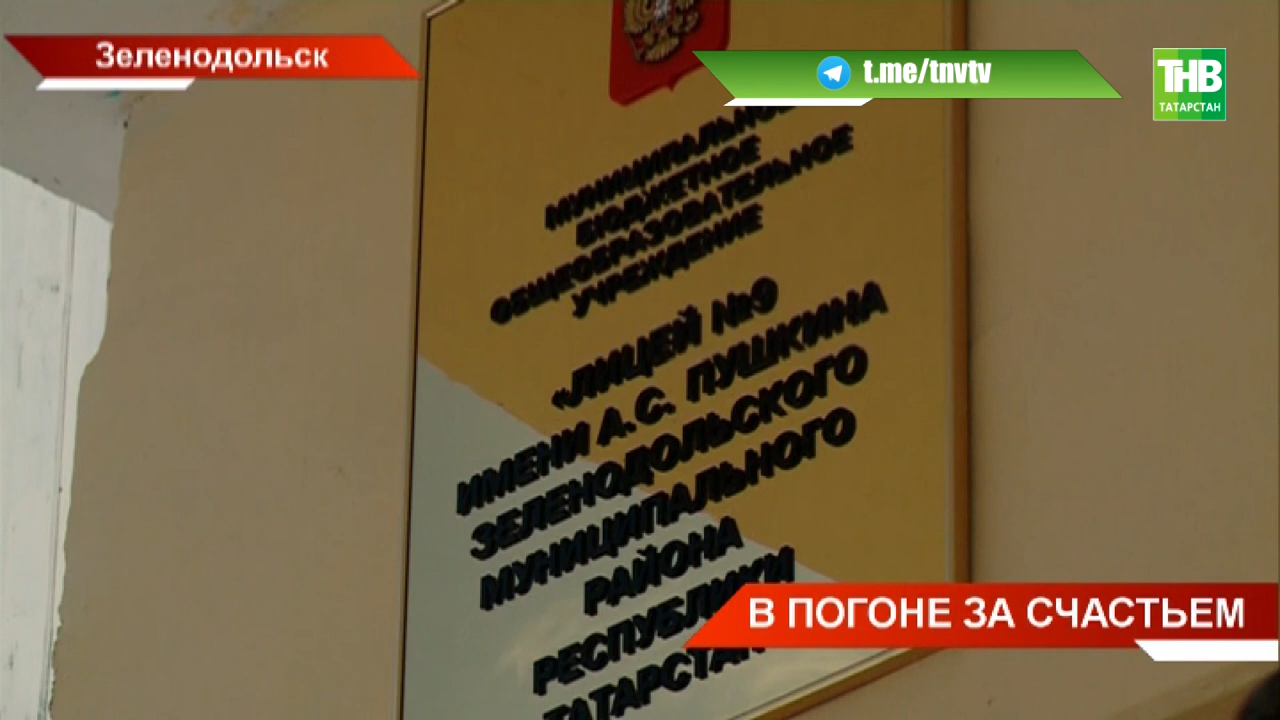 Зеленодольск
t.me/tnvtv
ТНВ
ТАТАРСТАН
МУНИЦИПАЛЬНОЕ
БЮДЖЕТНОЕ
ОБЩЕОБРАЗОВАТЕЛЬНОЕ
УЧРЕЖДЕНИЕ
«ЛИЦЕЙ №9
ИМЕНИ А.С. ПУШКИНА
ЗЕЛЕНОДОЛЬСКОГО
МУНИЦИПАЛЬНОГО
РАЙОНА
РЕСПУБЛИКИ
ТАТАРСТАН
В ПОГОНЕ ЗА СЧАСТЬЕМ